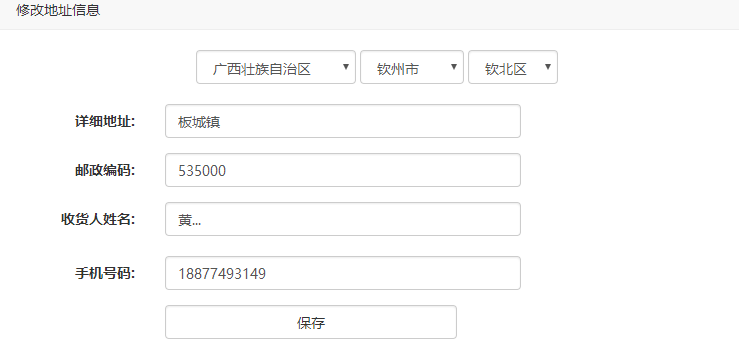 修改地址信息
广西壮族自治区 钦州市 钦北区
详细地址: 板城镇
邮政编码: 535000
收货人姓名: 黄...
手机号码: 18877493149
保存